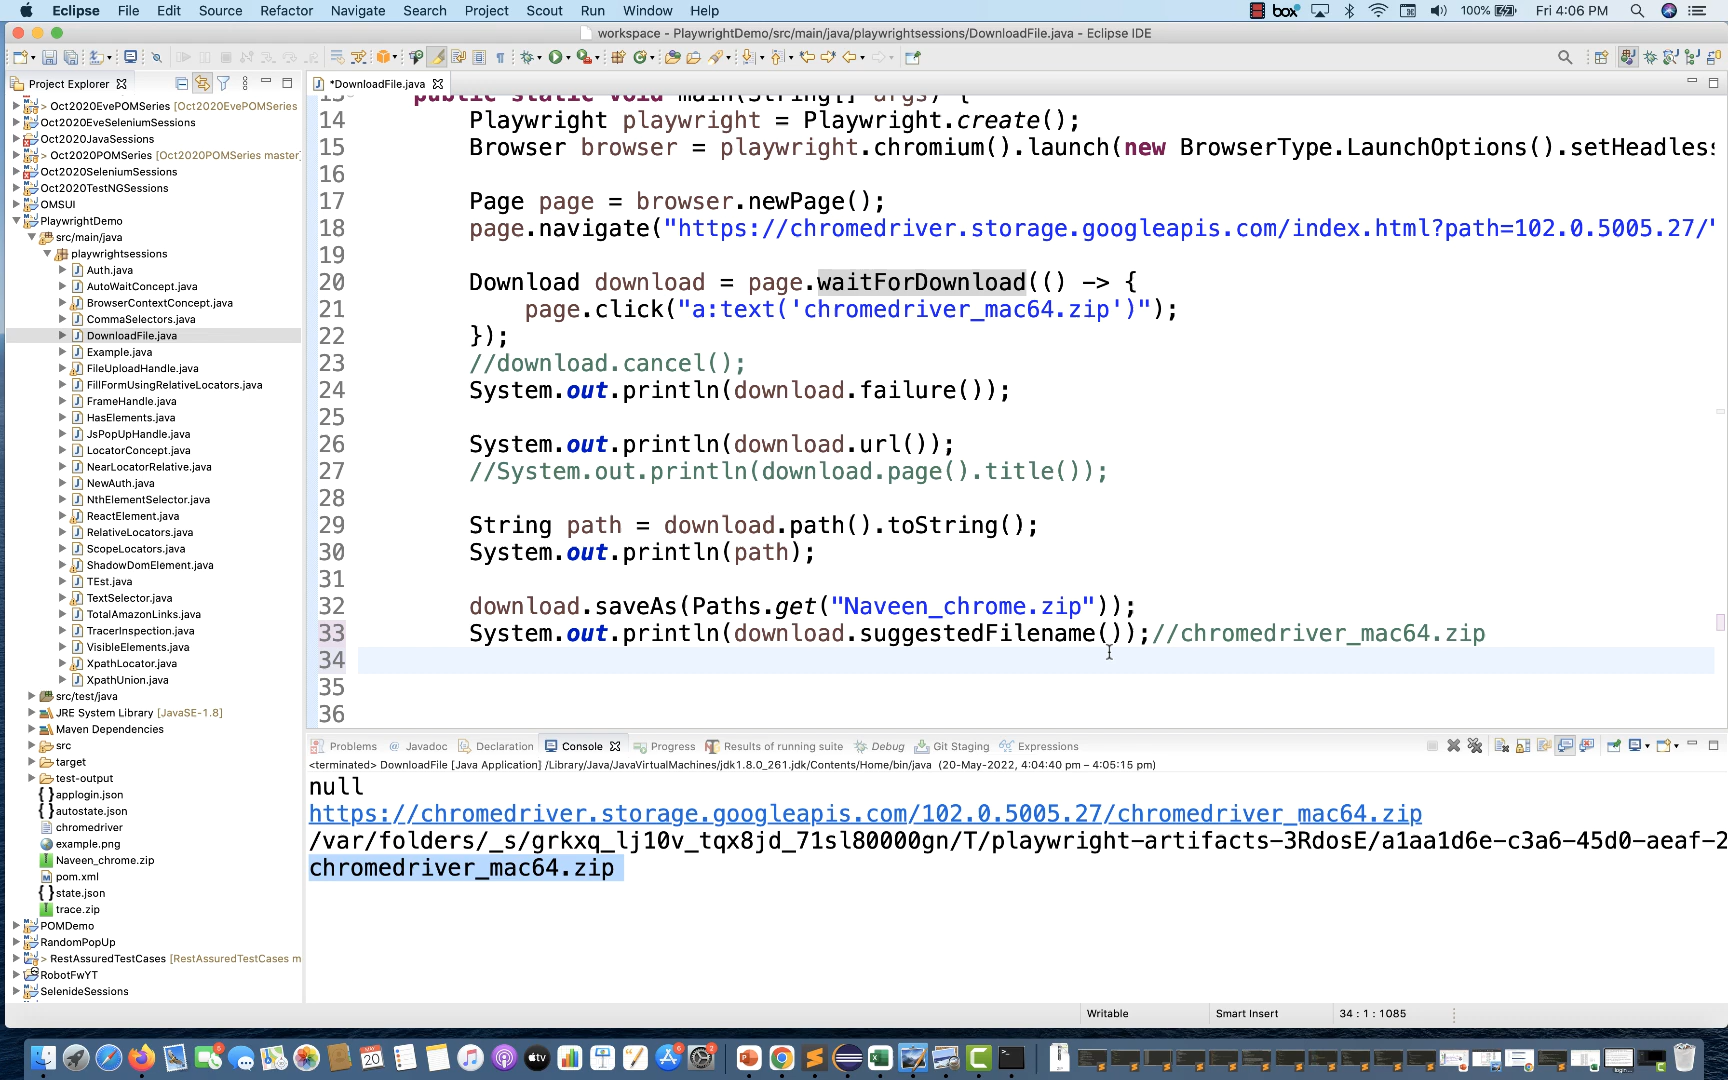 Eclipse File Edit Source Refactor Navigate Search Project Scout Run Window Help box 100% Fri 4:06 PM
workspace - PlaywrightDemo/src/main/java/playwrightsessions/DownloadFile.java - Eclipse IDE
Project Explorer
*DownloadFile.java
> Oct2020EvePOMSeries [Oct2020EvePOMSeries
Oct2020EveSeleniumSessions
Oct2020JavaSessions
> Oct2020POMSeries [Oct2020POMSeries master]
Oct2020SeleniumSessions
Oct2020TestNGSessions
OMSUI
PlaywrightDemo
src/main/java
playwrightsessions
Auth.java
AutoWaitConcept.java
BrowserContextConcept.java
CommaSelectors.java
DownloadFile.java
Example.java
FileUploadHandle.java
FillFormUsingRelativeLocators.java
FrameHandle.java
HasElements.java
JsPopUpHandle.java
LocatorConcept.java
NearLocatorRelative.java
NewAuth.java
NthElementSelector.java
ReactElement.java
RelativeLocators.java
ScopeLocators.java
ShadowDomElement.java
TEst.java
TextSelector.java
TotalAmazonLinks.java
TracerInspection.java
VisibleElements.java
XpathLocator.java
XpathUnion.java
src/test/java
JRE System Library [JavaSE-1.8]
Maven Dependencies
src
target
test-output
applogin.json
autostate.json
chromedriver
example.png
Naveen_chrome.zip
pom.xml
state.json
trace.zip
POMDemo
RandomPopUp
> RestAssuredTestCases [RestAssuredTestCases m
RobotFwYT
SelenideSessions
13 public static void main(String[] args) {
14 Playwright playwright = Playwright.create();
15 Browser browser = playwright.chromium().launch(new BrowserType.LaunchOptions().setHeadless
16
17 Page page = browser.newPage();
18 page.navigate("https://chromedriver.storage.googleapis.com/index.html?path=102.0.5005.27/"
19
20 Download download = page.waitForDownload(() -> {
21 page.click("a:text('chromedriver_mac64.zip')");
22 });
23 //download.cancel();
24 System.out.println(download.failure());
25
26 System.out.println(download.url());
27 //System.out.println(download.page().title());
28
29 String path = download.path().toString();
30 System.out.println(path);
31
32 download.saveAs(Paths.get("Naveen_chrome.zip"));
33 System.out.println(download.suggestedFilename());//chromedriver_mac64.zip
34
35
36
Problems @ Javadoc Declaration Console Progress Results of running suite Debug Git Staging Expressions
<terminated> DownloadFile [Java Application] /Library/Java/JavaVirtualMachines/jdk1.8.0_261.jdk/Contents/Home/bin/java (20-May-2022, 4:04:40 pm – 4:05:15 pm)
null
https://chromedriver.storage.googleapis.com/102.0.5005.27/chromedriver_mac64.zip
/var/folders/_s/grkxq_lj10v_tqx8jd_71sl80000gn/T/playwright-artifacts-3RdosE/a1aa1d6e-c3a6-45d0-aeaf-2
chromedriver_mac64.zip
Writable Smart Insert 34 : 1 : 1085